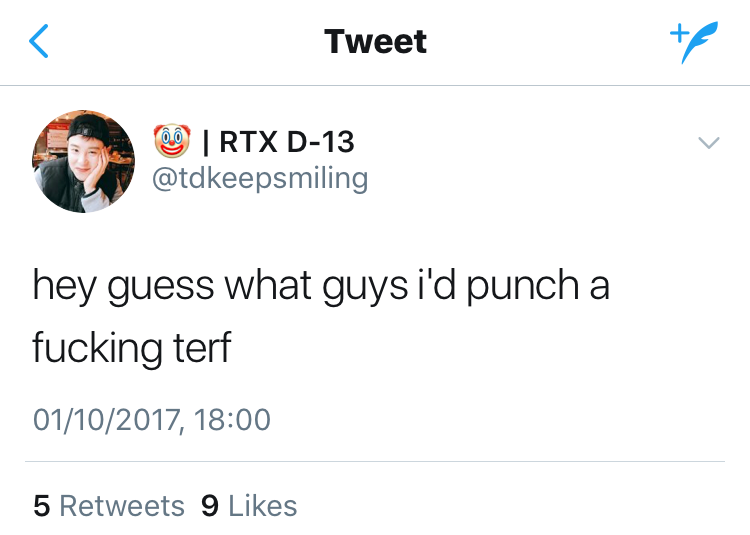 Tweet
🤡 | RTX D-13
@tdkeepsmiling
hey guess what guys i'd punch a
fucking terf
01/10/2017, 18:00
5 Retweets 9 Likes